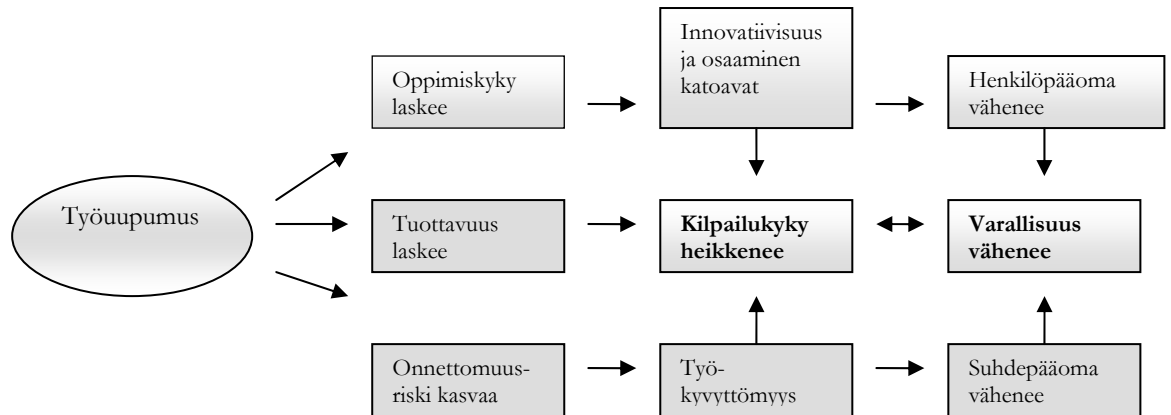 Innovatiivisuus
ja osaaminen
katoavat
Oppimiskyky
laskee
Henkilöpääoma
vähenee
Työuupumus
Tuottavuus
laskee
Kilpailukyky
heikkenee
Varallisuus
vähenee
Onnettomuus-
riski kasvaa
Työ-
kyvyttömyys
Suhdepääoma
vähenee